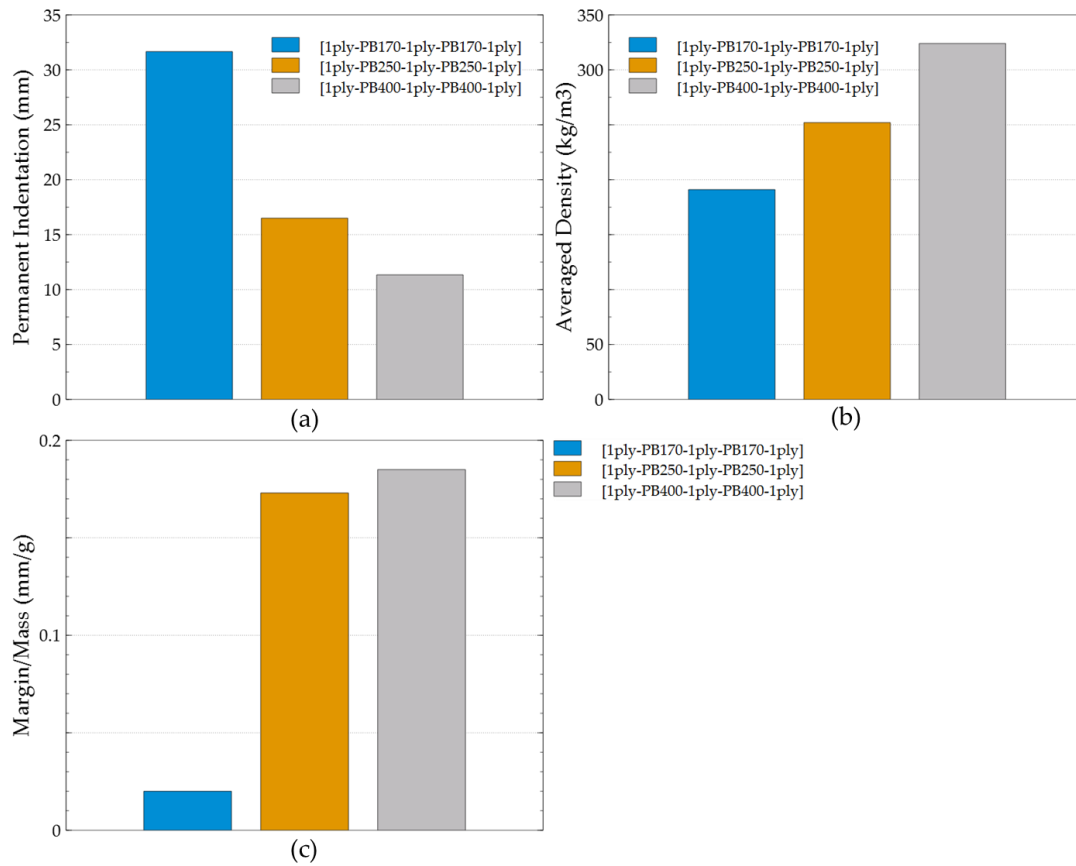 35
30
25
20
15
10
5
0
Permanent Indentation (mm)
[1ply-PB170-1ply-PB170-1ply]
[1ply-PB250-1ply-PB250-1ply]
[1ply-PB400-1ply-PB400-1ply]
(a)
350
300
50
0
Averaged Density (kg/m3)
[1ply-PB170-1ply-PB170-1ply]
[1ply-PB250-1ply-PB250-1ply]
[1ply-PB400-1ply-PB400-1ply]
(b)
0.2
0.1
0
Margin/Mass (mm/g)
[1ply-PB170-1ply-PB170-1ply]
[1ply-PB250-1ply-PB250-1ply]
[1ply-PB400-1ply-PB400-1ply]
(c)